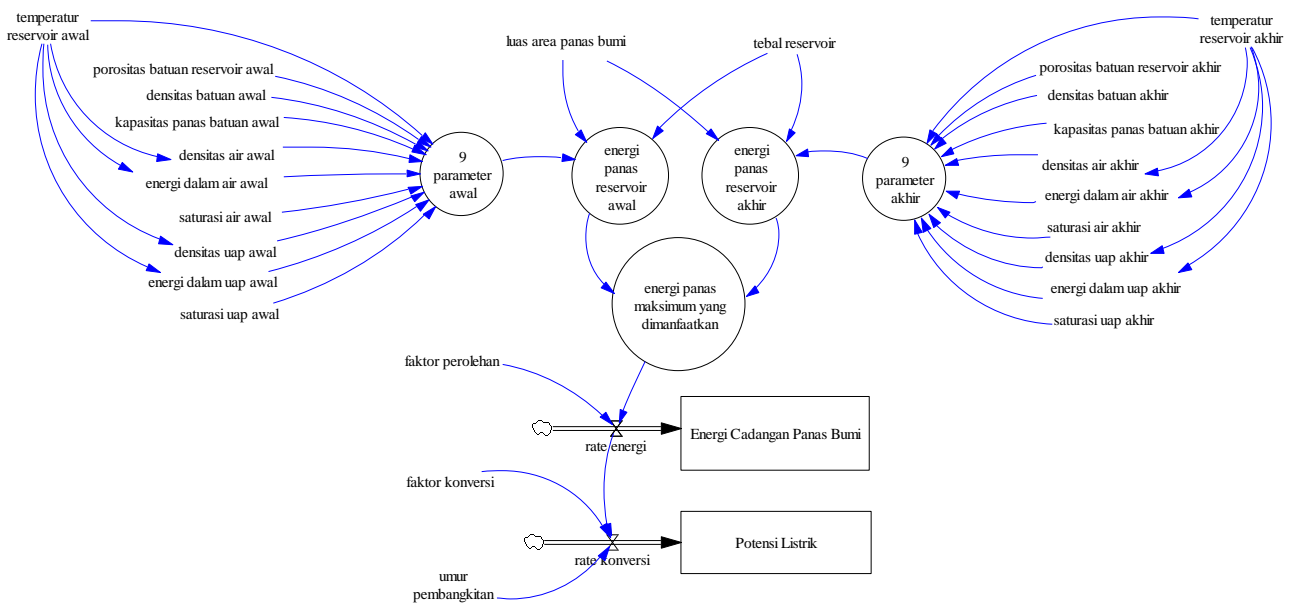 temperatur
reservoir awal
porositas batuan reservoir awal
densitas batuan awal
kapasitas panas batuan awal
densitas air awal
energi dalam air awal
saturasi air awal
densitas uap awal
energi dalam uap awal
saturasi uap awal
9
parameter
awal
luas area panas bumi
tebal reservoir
energi
panas
reservoir
awal
energi
panas
reservoir
akhir
energi panas
maksimum yang
dimanfaatkan
9
parameter
akhir
temperatur
reservoir akhir
porositas batuan reservoir akhir
densitas batuan akhir
kapasitas panas batuan akhir
densitas air akhir
energi dalam air akhir
saturasi air akhir
densitas uap akhir
energi dalam uap akhir
saturasi uap akhir
faktor perolehan
rate energi
Energi Cadangan Panas Bumi
faktor konversi
rate konversi
Potensi Listrik
umur
pembangkitan